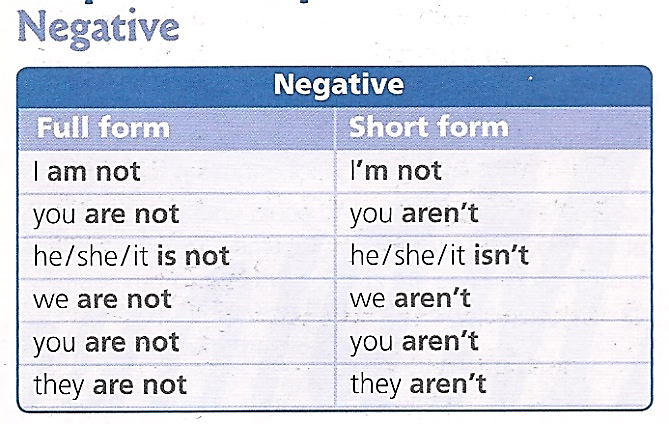 Negative
Negative
Full form Short form
I am not I'm not
you are not you aren't
he/she/it is not he/she/it isn't
we are not we aren't
you are not you aren't
they are not they aren't